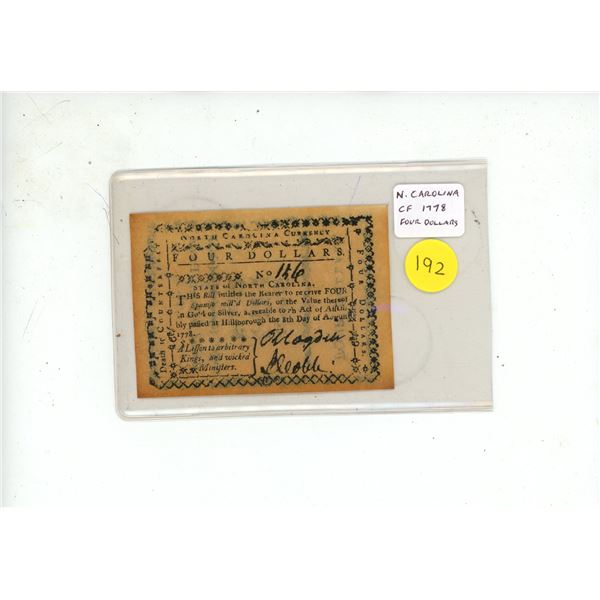 NORTH CAROLINA CURRENCY
FOUR DOLLARS.
No 146
STATE of NORTH CAROLINA.
THIS Bill intitles the Bearer to receive FOUR
Spanish mill'd Dollars, or the Value thereof
in Gold or Silver, agreeable to an Act of Assem-
bly passed at Hillsborough the 8th Day of August
1778.
A Lesson to arbitrary
Kings, and wicked
Ministers.
Death to Counterfeit
Four Dollars
N. CAROLINA
CF 1778
FOUR DOLLARS
192